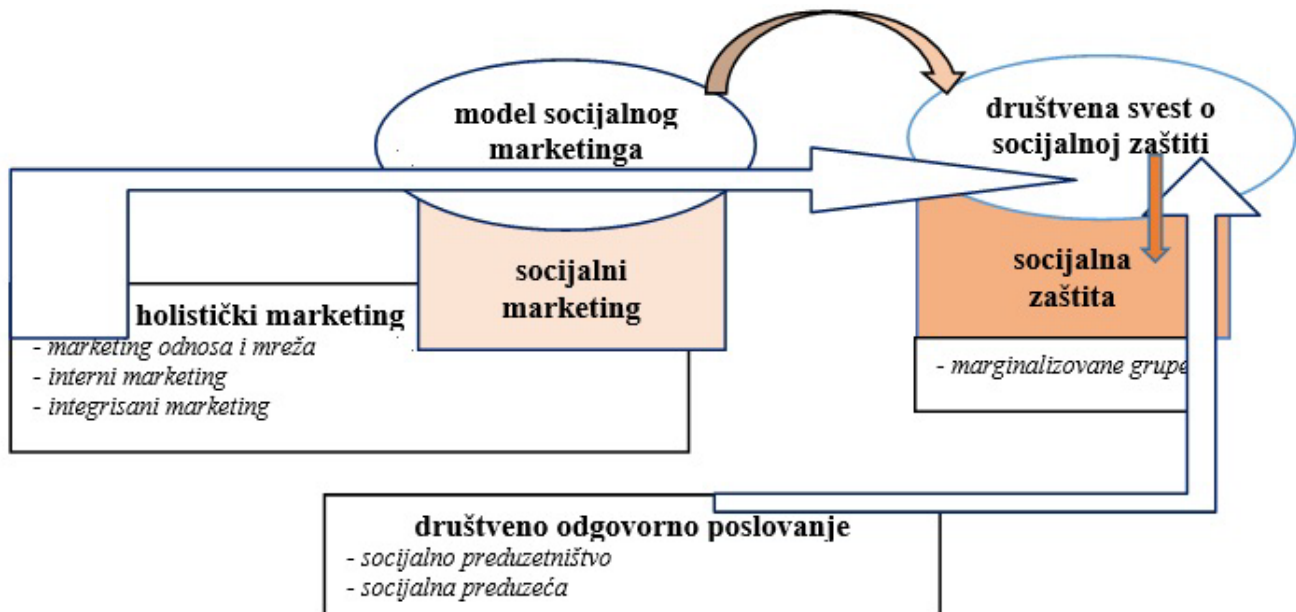 model socijalnog
marketinga
društvena svest o
socijalnoj zaštiti
socijalni
marketing
socijalna
zaštita
holistički marketing
- marketing odnosa i mreža
- interni marketing
- integrisani marketing
- marginalizovane grupe
društveno odgovorno poslovanje
- socijalno preduzetništvo
- socijalna preduzeća